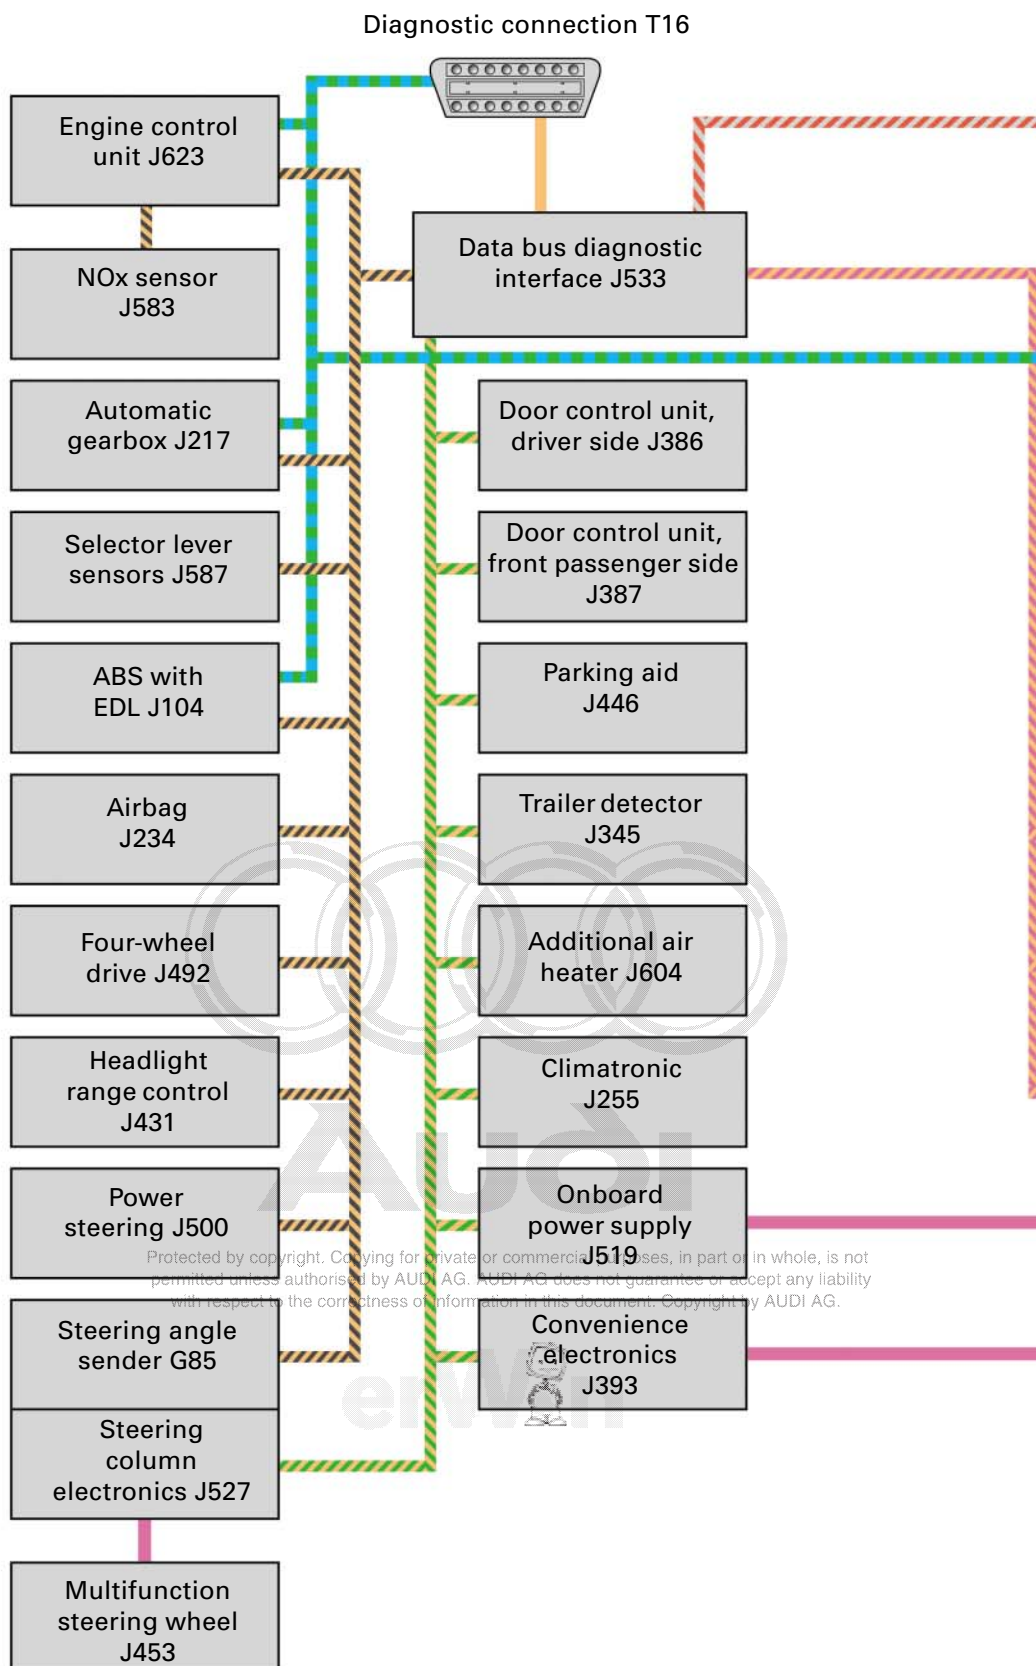 Diagnostic connection T16
Engine control
unit J623
NOx sensor
J583
Automatic
gearbox J217
Selector lever
sensors J587
ABS with
EDL J104
Airbag
J234
Four-wheel
drive J492
Headlight
range control
J431
Power
steering J500
Steering angle
sender G85
Steering
column
electronics J527
Multifunction
steering wheel
J453
Data bus diagnostic
interface J533
Door control unit,
driver side J386
Door control unit,
front passenger side
J387
Parking aid
J446
Trailer detector
J345
Additional air
heater J604
Climatronic
J255
Onboard
power supply
J519
Convenience
electronics
J393
Audi
Protected by copyright. Copying for private or commercial purposes, in part or in whole, is not
permitted unless authorised by AUDI AG. AUDI AG does not guarantee or accept any liability
with respect to the correctness of information in this document. Copyright by AUDI AG.
erWin